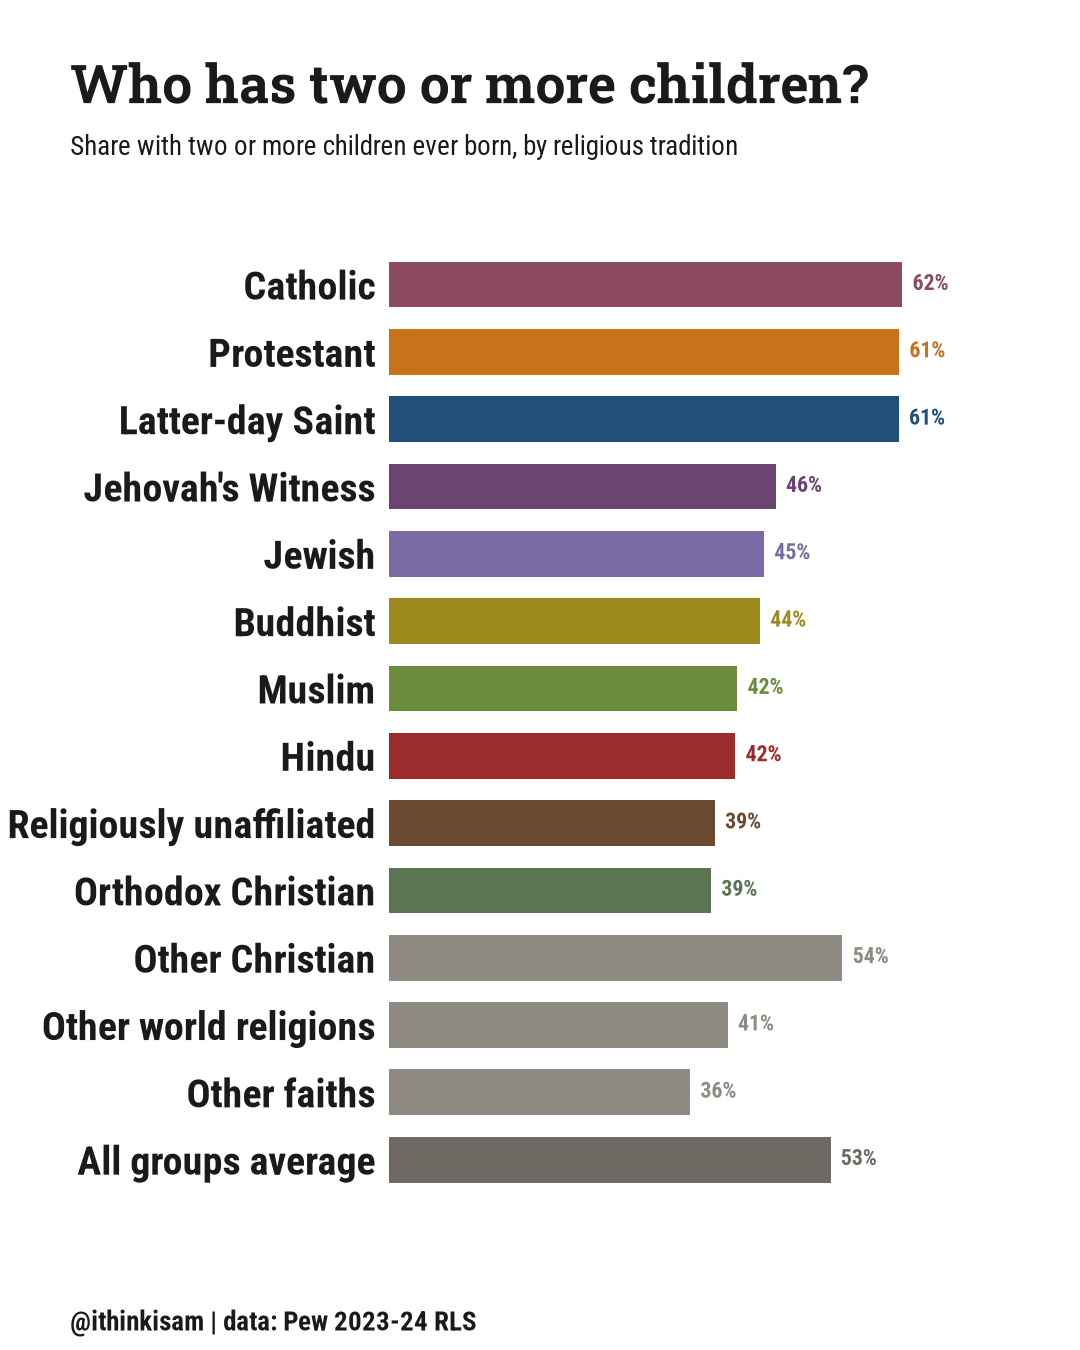 Who has two or more children?
Share with two or more children ever born, by religious tradition
Catholic 62%
Protestant 61%
Latter-day Saint 61%
Jehovah's Witness 46%
Jewish 45%
Buddhist 44%
Muslim 42%
Hindu 42%
Religiously unaffiliated 39%
Orthodox Christian 39%
Other Christian 54%
Other world religions 41%
Other faiths 36%
All groups average 53%
@ithinkisam | data: Pew 2023-24 RLS